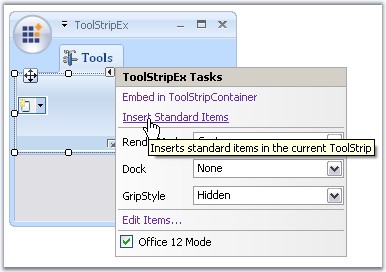 ToolStripEx
Tools
ToolStripEx Tasks
Embed in ToolStripContainer
Insert Standard Items
Inserts standard items in the current ToolStrip
Dock None
GripStyle Hidden
Edit Items...
Office 12 Mode